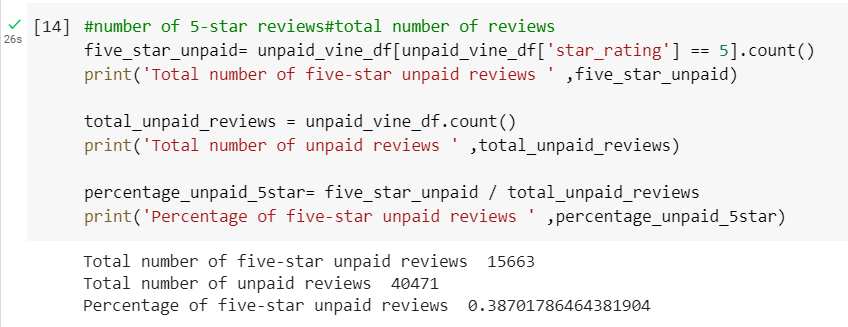 [14] #number of 5-star reviews#total number of reviews
26s
five_star_unpaid= unpaid_vine_df[unpaid_vine_df['star_rating'] == 5].count()
print('Total number of five-star unpaid reviews ' ,five_star_unpaid)
total_unpaid_reviews = unpaid_vine_df.count()
print('Total number of unpaid reviews ' ,total_unpaid_reviews)
percentage_unpaid_5star= five_star_unpaid / total_unpaid_reviews
print('Percentage of five-star unpaid reviews ' ,percentage_unpaid_5star)
Total number of five-star unpaid reviews  15663
Total number of unpaid reviews  40471
Percentage of five-star unpaid reviews  0.38701786464381904